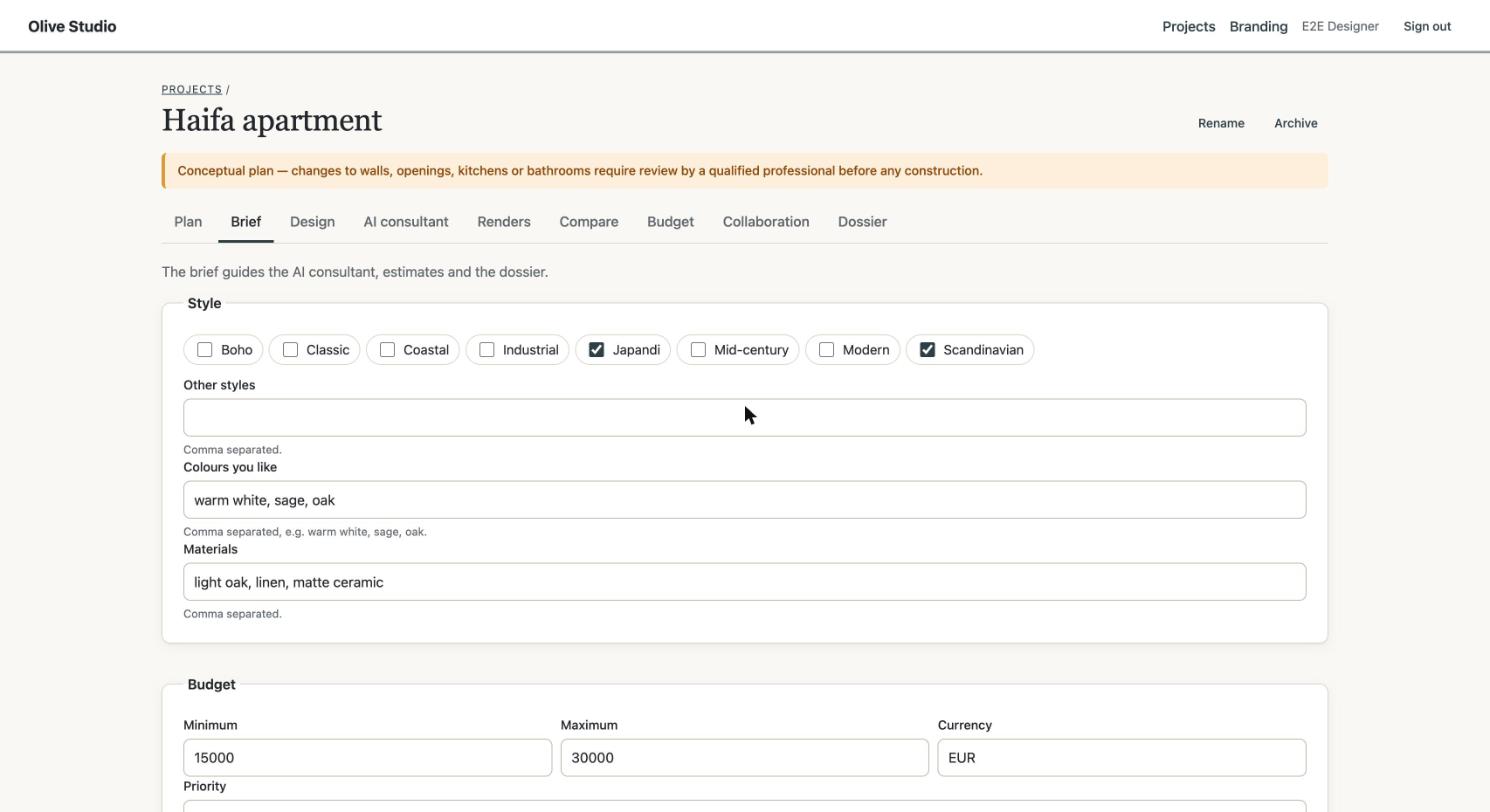 Olive Studio
Projects Branding E2E Designer Sign out
PROJECTS /
Haifa apartment
Rename Archive
Conceptual plan — changes to walls, openings, kitchens or bathrooms require review by a qualified professional before any construction.
Plan Brief Design AI consultant Renders Compare Budget Collaboration Dossier
The brief guides the AI consultant, estimates and the dossier.
Style
Boho Classic Coastal Industrial Japandi Mid-century Modern Scandinavian
Other styles
Comma separated.
Colours you like
warm white, sage, oak
Comma separated, e.g. warm white, sage, oak.
Materials
light oak, linen, matte ceramic
Comma separated.
Budget
Minimum Maximum Currency
15000 30000 EUR
Priority